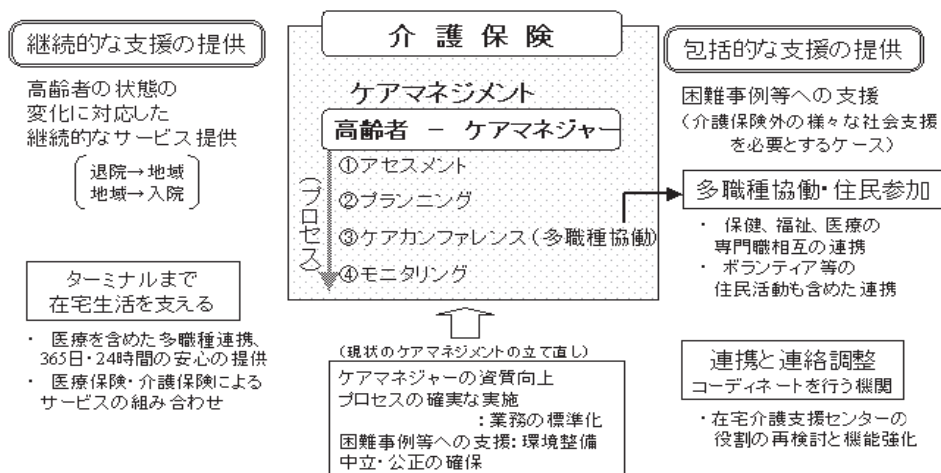 継続的な支援の提供
高齢者の状態の
変化に対応した
継続的なサービス提供
退院→地域
地域→入院
ターミナルまで
在宅生活を支える
・ 医療を含めた多職種連携、
365日・24時間の安心の提供
・ 医療保険・介護保険による
サービスの組み合わせ
介護保険
ケアマネジメント
高齢者 － ケアマネジャー
(プロセス)
①アセスメント
②プランニング
③ケアカンファレンス(多職種協働)
④モニタリング
(現状のケアマネジメントの立て直し)
ケアマネジャーの資質向上
プロセスの確実な実施
：業務の標準化
困難事例等への支援：環境整備
中立・公正の確保
包括的な支援の提供
困難事例等への支援
(介護保険外の様々な社会支援
を必要とするケース)
多職種協働・住民参加
・ 保健、福祉、医療の
専門職相互の連携
・ ボランティア等の
住民活動も含めた連携
連携と連絡調整
コーディネートを行う機関
・在宅介護支援センターの
役割の再検討と機能強化